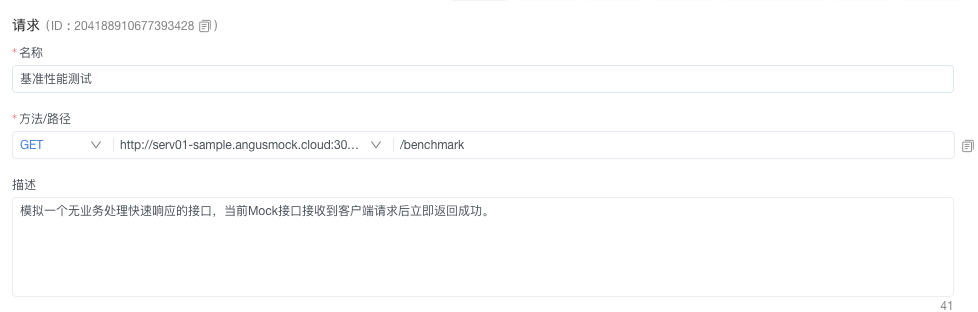 请求（ID：204188910677393428）
*名称
基准性能测试
*方法/路径
GET http://serv01-sample.angusmock.cloud:30... /benchmark
描述
模拟一个无业务处理快速响应的接口，当前Mock接口接收到客户端请求后立即返回成功。
41